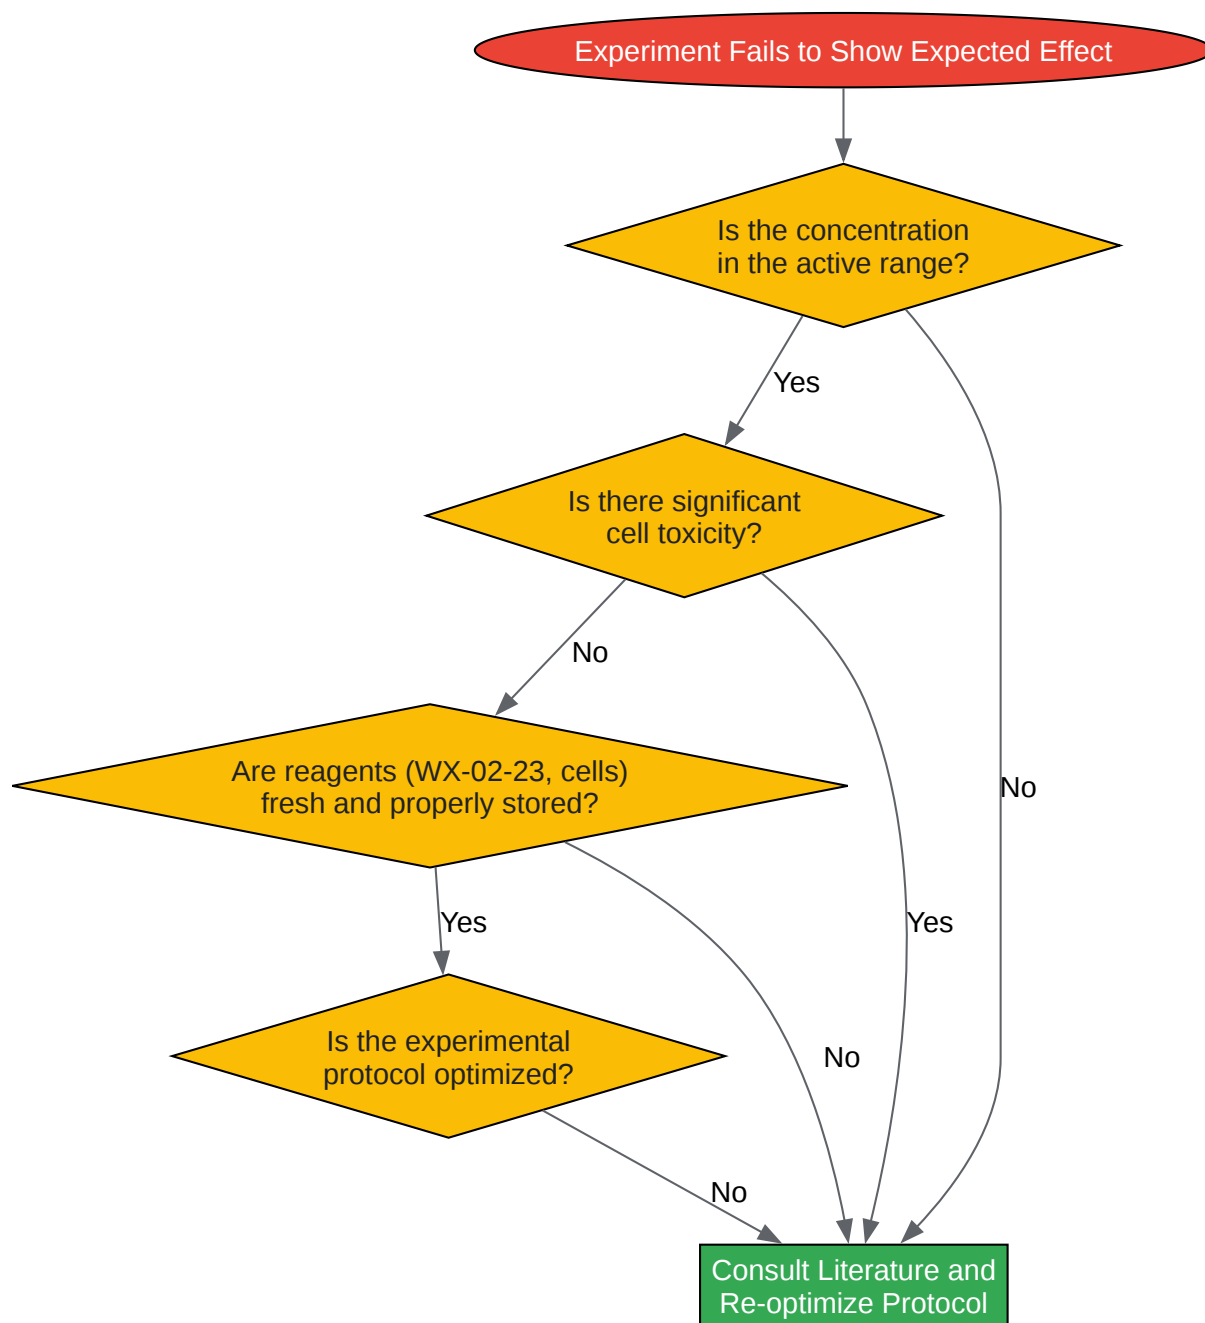 Experiment Fails to Show Expected Effect
Is the concentration
in the active range?
Yes
Is there significant
cell toxicity?
No
Are reagents (WX-02-23, cells)
fresh and properly stored?
No
Yes
Yes
Is the experimental
protocol optimized?
No
No
Consult Literature and
Re-optimize Protocol